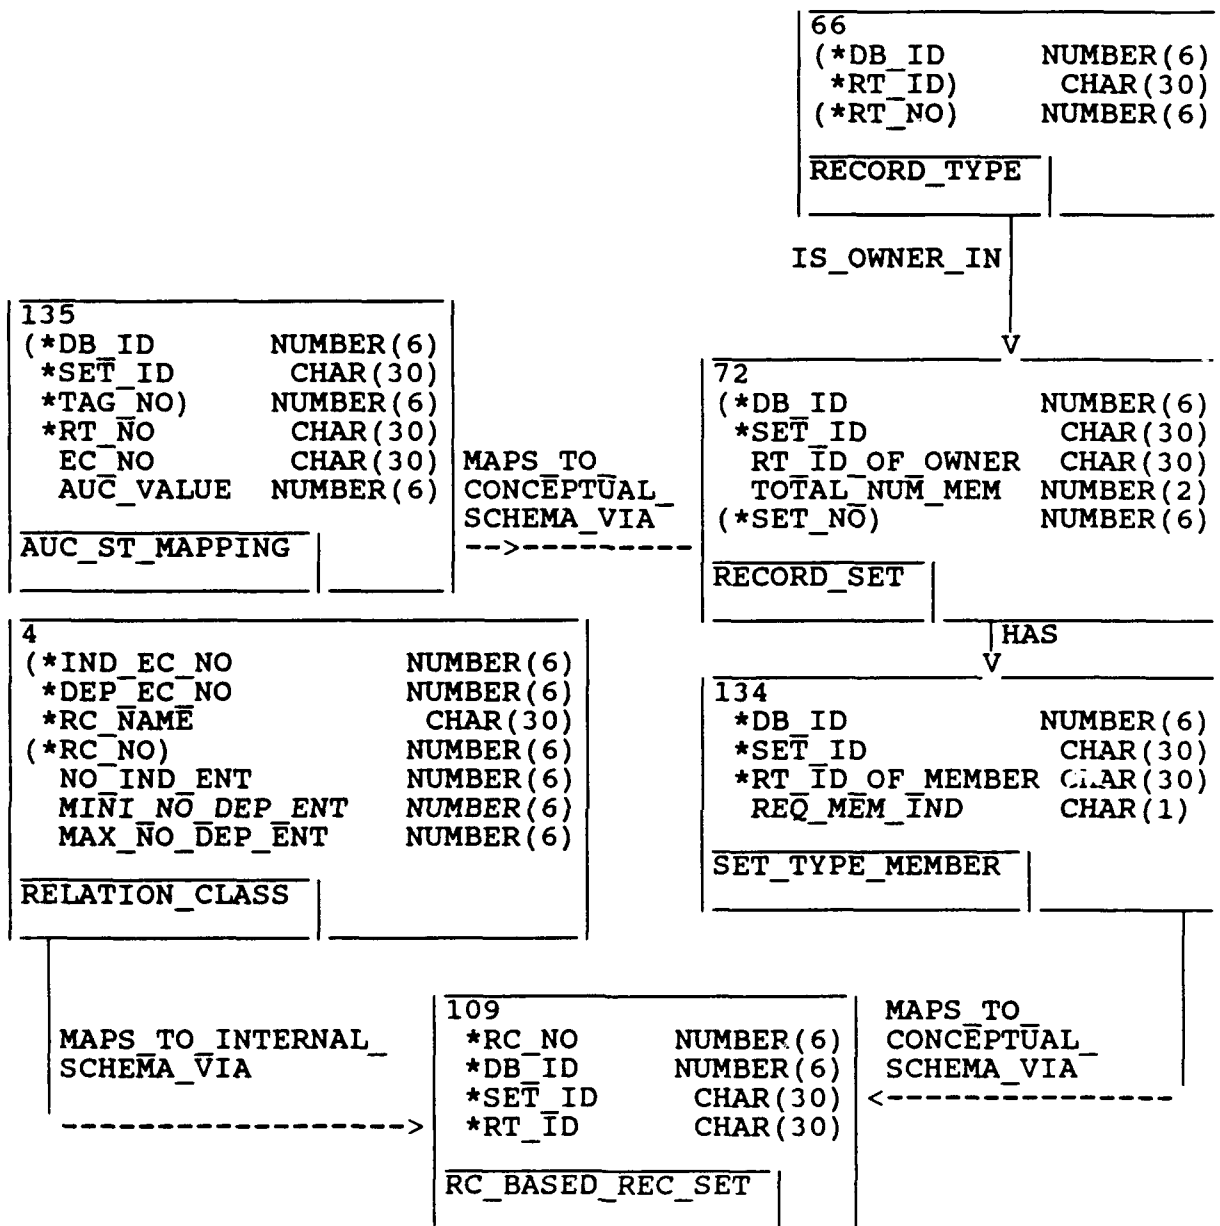 66
(*DB_ID NUMBER(6)
*RT_ID) CHAR(30)
(*RT_NO) NUMBER(6)
RECORD_TYPE
IS_OWNER_IN
V
135
(*DB_ID NUMBER(6)
*SET_ID CHAR(30)
*TAG_NO) NUMBER(6)
*RT_NO CHAR(30)
EC_NO CHAR(30)
AUC_VALUE NUMBER(6)
AUC_ST_MAPPING
MAPS_TO_
CONCEPTUAL_
SCHEMA_VIA
-->---------
72
(*DB_ID NUMBER(6)
*SET_ID CHAR(30)
RT_ID_OF_OWNER CHAR(30)
TOTAL_NUM_MEM NUMBER(2)
(*SET_NO) NUMBER(6)
RECORD_SET
HAS
V
4
(*IND_EC_NO NUMBER(6)
*DEP_EC_NO NUMBER(6)
*RC_NAME CHAR(30)
(*RC_NO) NUMBER(6)
NO_IND_ENT NUMBER(6)
MINI_NO_DEP_ENT NUMBER(6)
MAX_NO_DEP_ENT NUMBER(6)
RELATION_CLASS
134
*DB_ID NUMBER(6)
*SET_ID CHAR(30)
*RT_ID_OF_MEMBER CHAR(30)
REQ_MEM_IND CHAR(1)
SET_TYPE_MEMBER
MAPS_TO_INTERNAL_
SCHEMA_VIA
------------------>
109
*RC_NO NUMBER(6)
*DB_ID NUMBER(6)
*SET_ID CHAR(30)
*RT_ID CHAR(30)
RC_BASED_REC_SET
MAPS_TO_
CONCEPTUAL_
SCHEMA_VIA
<---------------